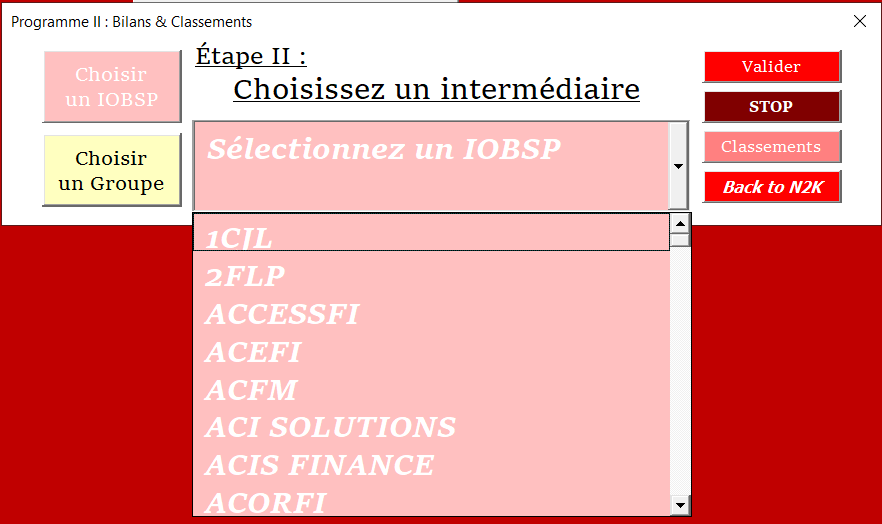 Programme II : Bilans & Classements
Choisir
un IOBSP
Choisir
un Groupe
Étape II :
Choisissez un intermédiaire
Sélectionnez un IOBSP
1CJL
2FLP
ACCESSFI
ACEFI
ACFM
ACI SOLUTIONS
ACIS FINANCE
ACORFI
Valider
STOP
Classements
Back to N2K